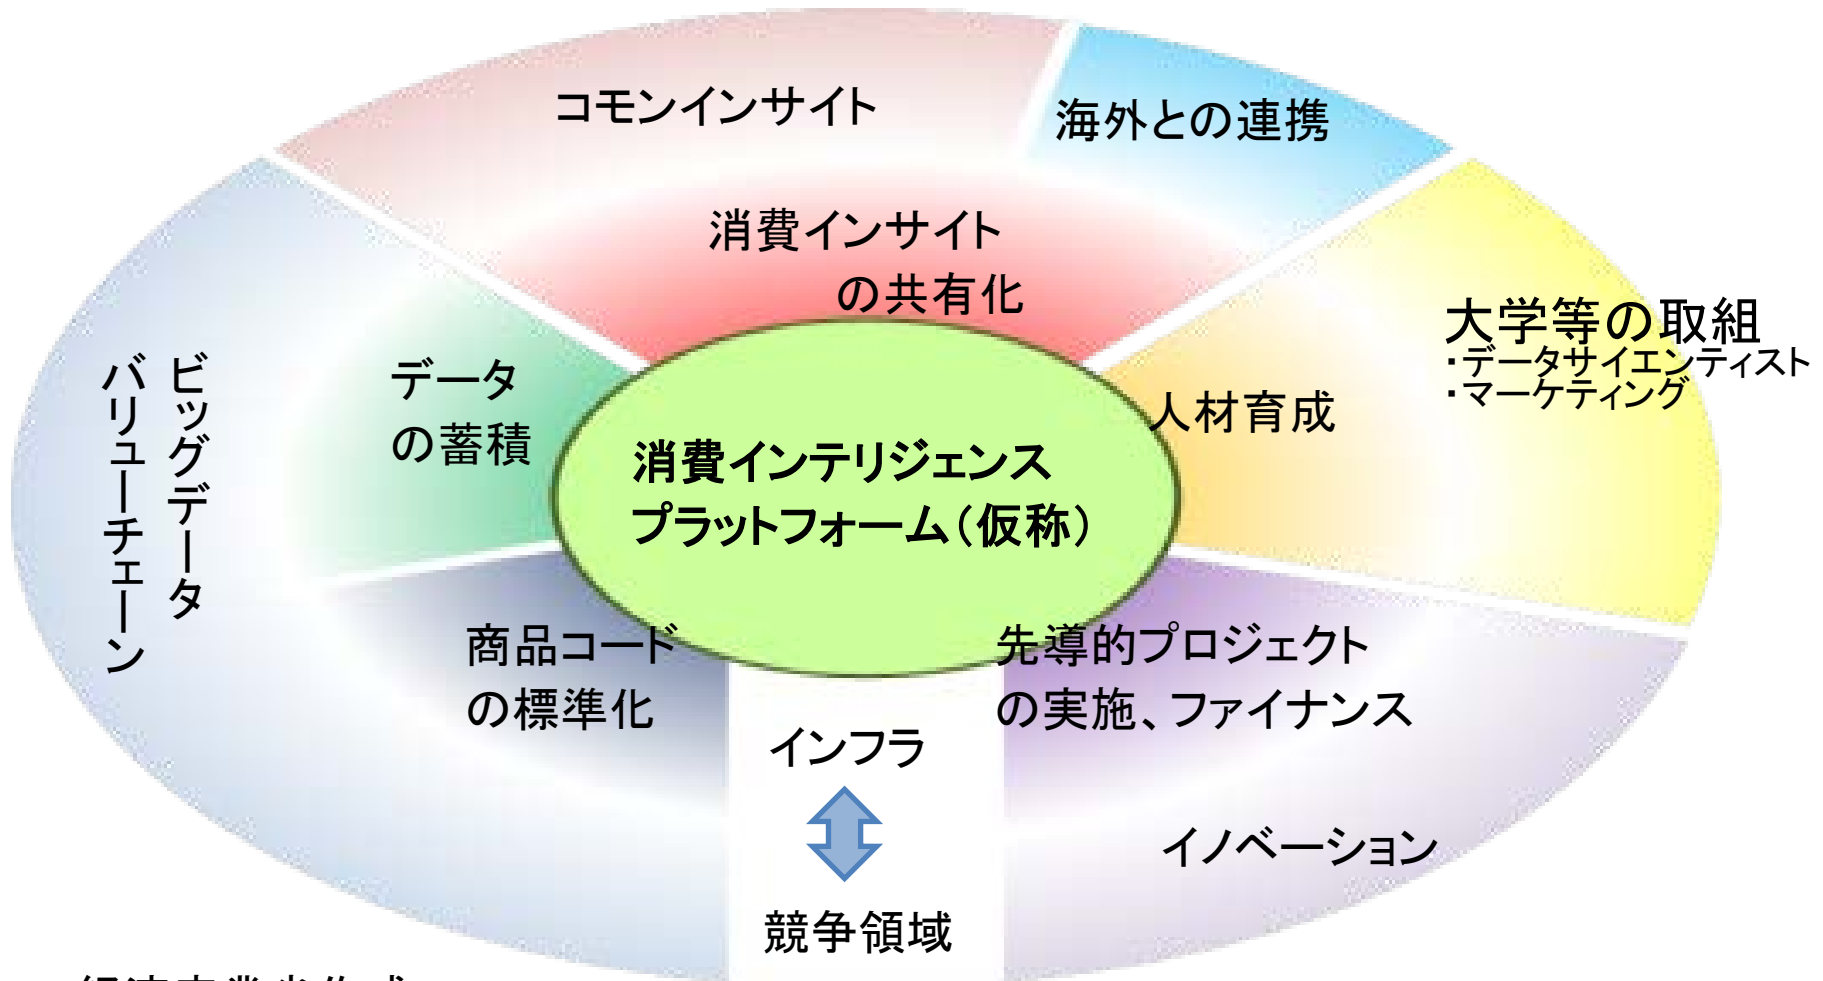 コモンインサイト
海外との連携
消費インサイト
の共有化
大学等の取組
・データサイエンティスト
・マーケティング
ビッグデータ
バリューチェーン
データ
の蓄積
人材育成
消費インテリジェンス
プラットフォーム(仮称)
商品コード
の標準化
先導的プロジェクト
の実施、ファイナンス
インフラ
イノベーション
競争領域